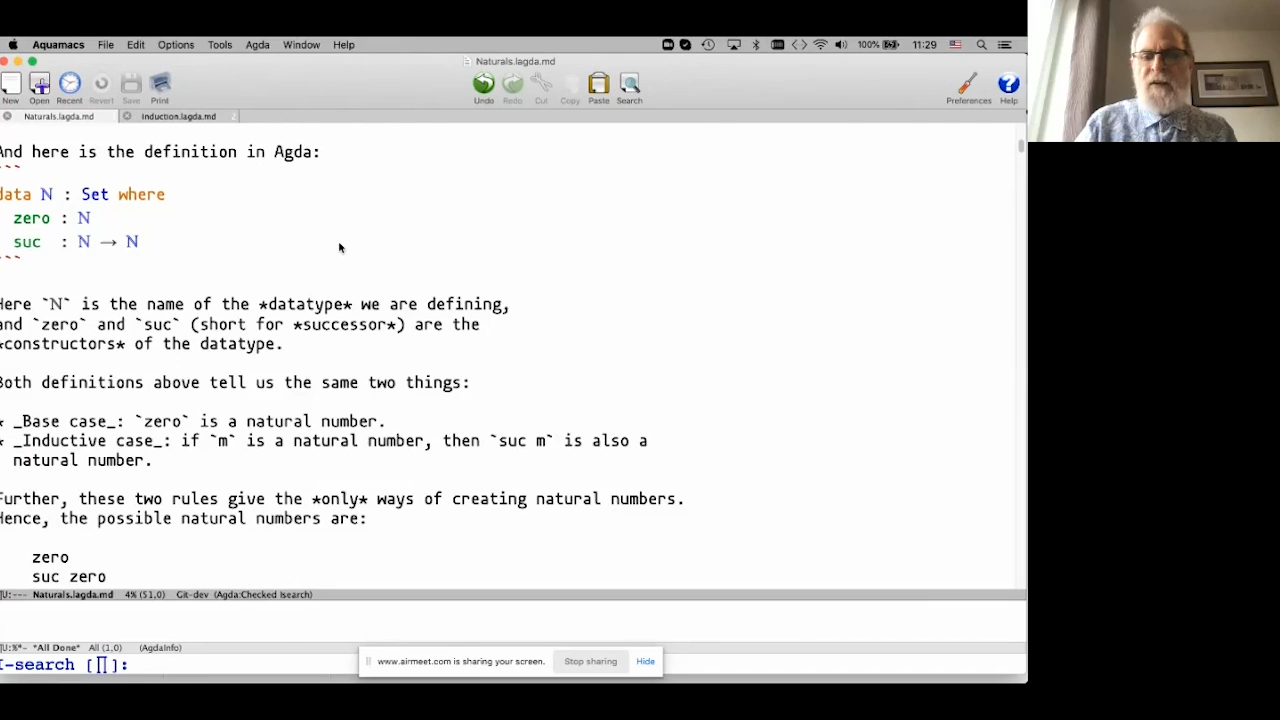 Aquamacs File Edit Options Tools Agda Window Help 100% 11:29
Naturals.lagda.md
New Open Recent Revert Save Print Undo Redo Cut Copy Paste Search Preferences Help
Naturals.lagda.md Induction.lagda.md
And here is the definition in Agda:
```
data ℕ : Set where
zero : ℕ
suc : ℕ → ℕ
```
Here `ℕ` is the name of the *datatype* we are defining,
and `zero` and `suc` (short for *successor*) are the
*constructors* of the datatype.
Both definitions above tell us the same two things:
* _Base case_: `zero` is a natural number.
* _Inductive case_: if `m` is a natural number, then `suc m` is also a
natural number.
Further, these two rules give the *only* ways of creating natural numbers.
Hence, the possible natural numbers are:
zero
suc zero
U:--- Naturals.lagda.md 4% (51,0) Git-dev (Agda:Checked Isearch)
U:%*- *All Done* All (1,0) (AgdaInfo)
I-search []:
www.airmeet.com is sharing your screen. Stop sharing Hide